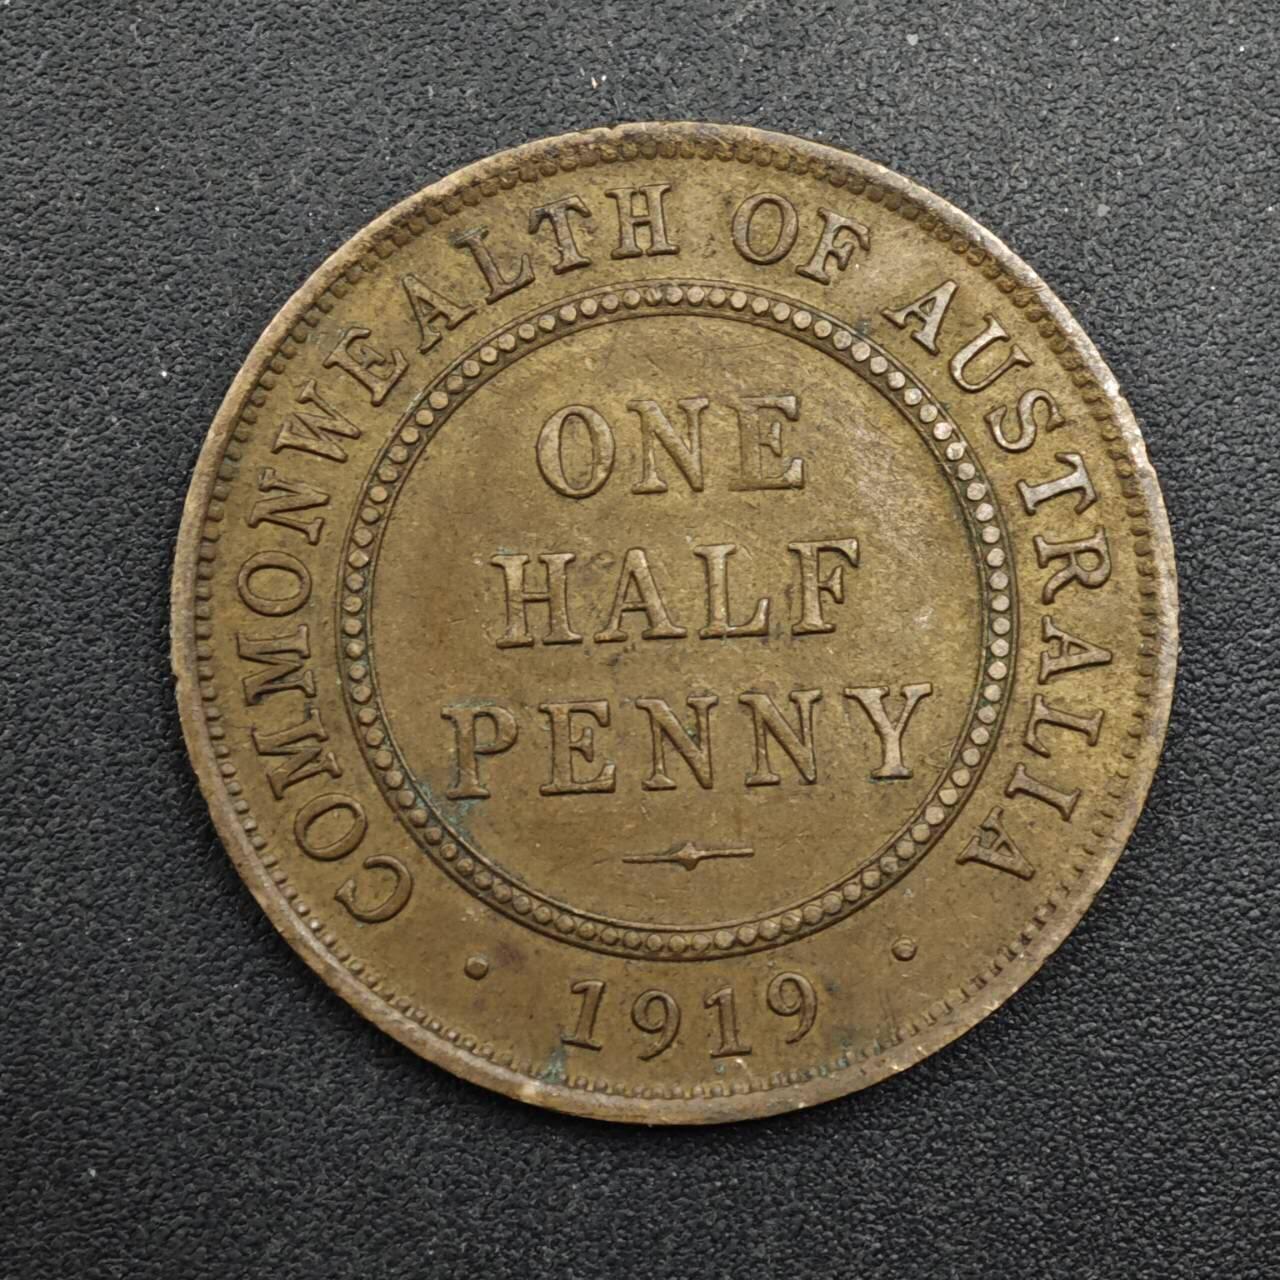 COMMONWEALTH OF AUSTRALIA
ONE
HALF
PENNY
1919